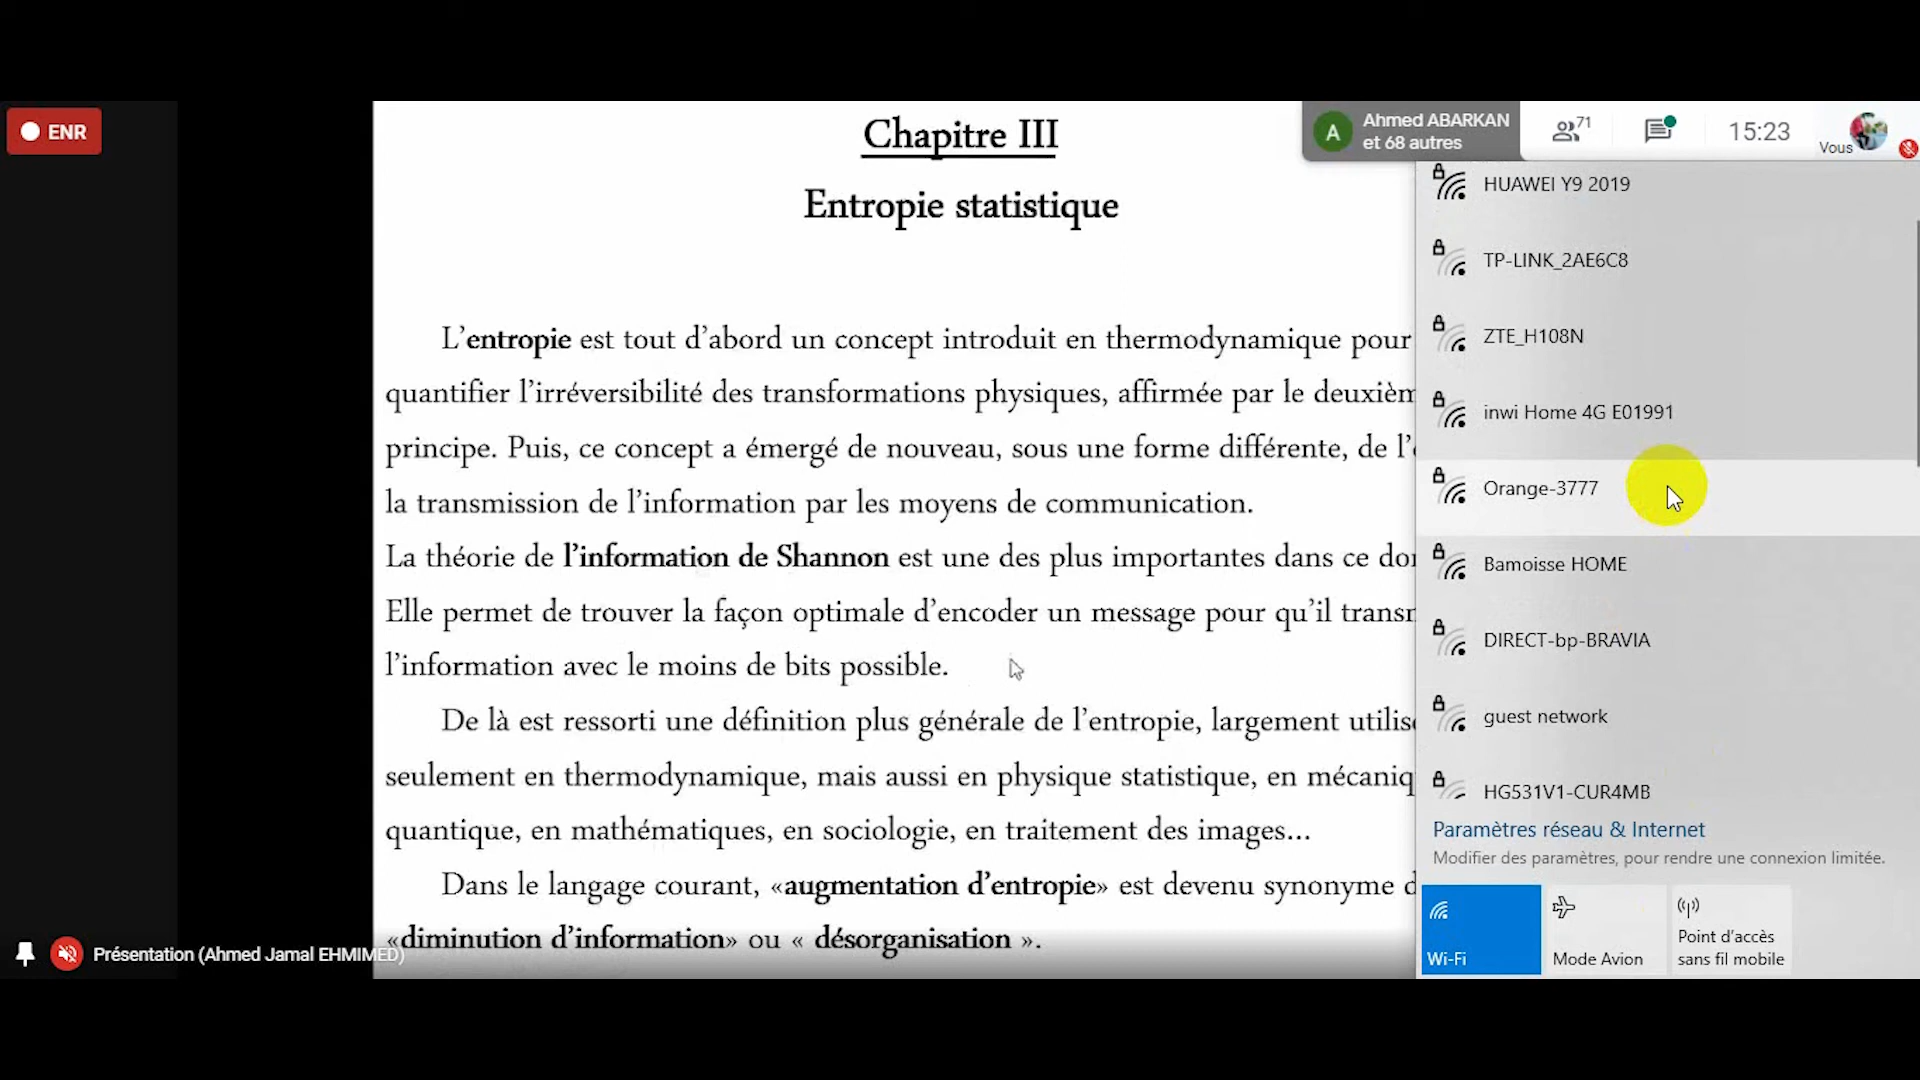 ENR
Chapitre III
Entropie statistique
L'entropie est tout d'abord un concept introduit en thermodynamique pour
quantifier l'irréversibilité des transformations physiques, affirmée par le deuxièm
principe. Puis, ce concept a émergé de nouveau, sous une forme différente, de l'
la transmission de l'information par les moyens de communication.
La théorie de l'information de Shannon est une des plus importantes dans ce do
Elle permet de trouver la façon optimale d'encoder un message pour qu'il transm
l'information avec le moins de bits possible.
De là est ressorti une définition plus générale de l'entropie, largement utilis
seulement en thermodynamique, mais aussi en physique statistique, en mécaniq
quantique, en mathématiques, en sociologie, en traitement des images...
Dans le langage courant, «augmentation d'entropie» est devenu synonyme d
«diminution d'information» ou « désorganisation ».
Présentation (Ahmed Jamal EHMIMED)
A
Ahmed ABARKAN
et 68 autres
71
15:23
Vous
HUAWEI Y9 2019
TP-LINK_2AE6C8
ZTE_H108N
inwi Home 4G E01991
Orange-3777
Bamoisse HOME
DIRECT-bp-BRAVIA
guest network
HG531V1-CUR4MB
Paramètres réseau & Internet
Modifier des paramètres, pour rendre une connexion limitée.
Wi-Fi
Mode Avion
Point d'accès
sans fil mobile